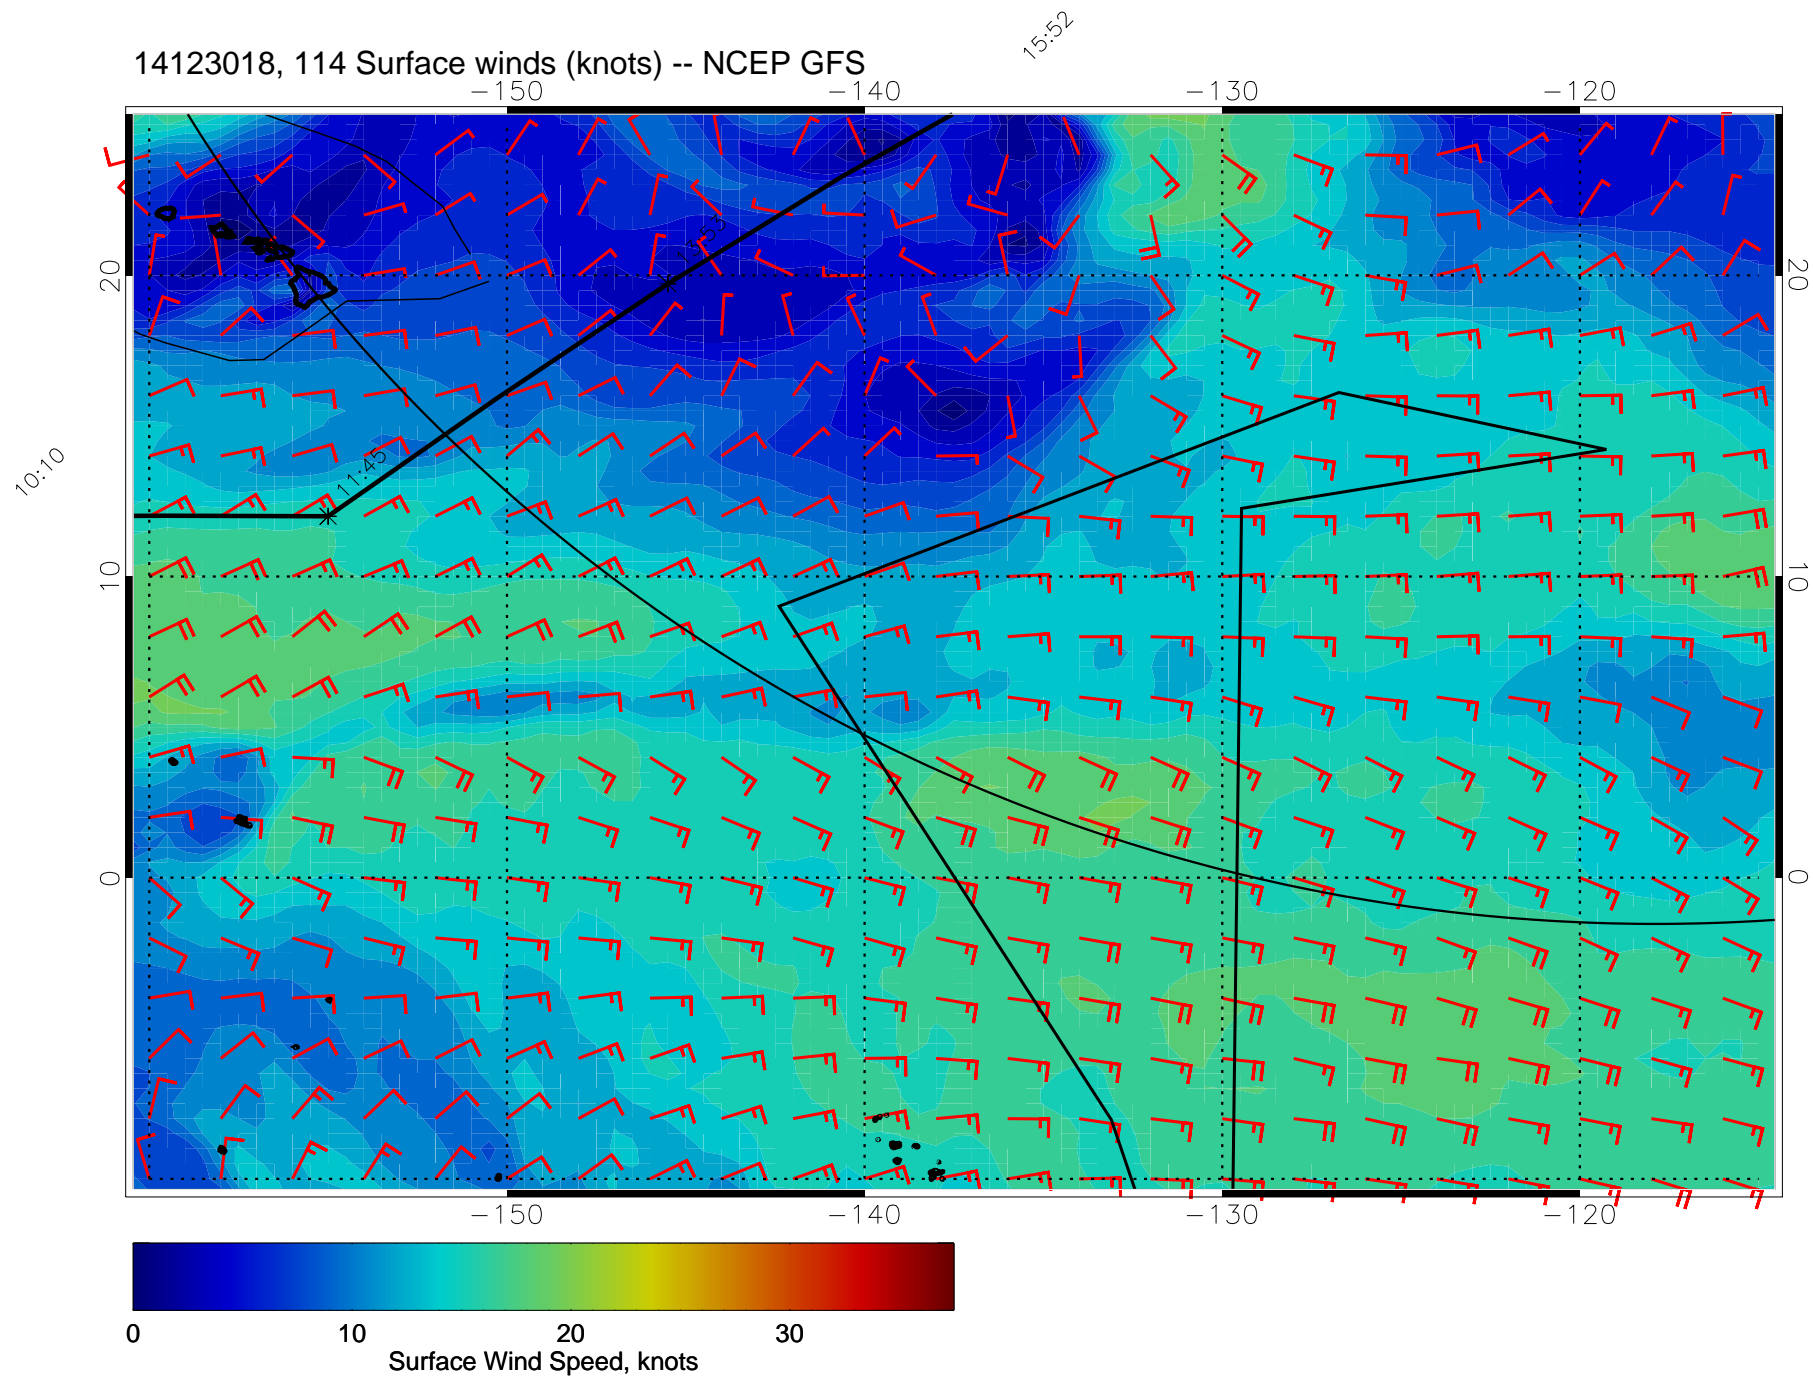 15:52
14123018, 114 Surface winds (knots) -- NCEP GFS
-150 -140 -130 -120
20 20
11:45
10:10
10 10
0 0
-150 -140 -130 -120
0 10 20 30
Surface Wind Speed, knots